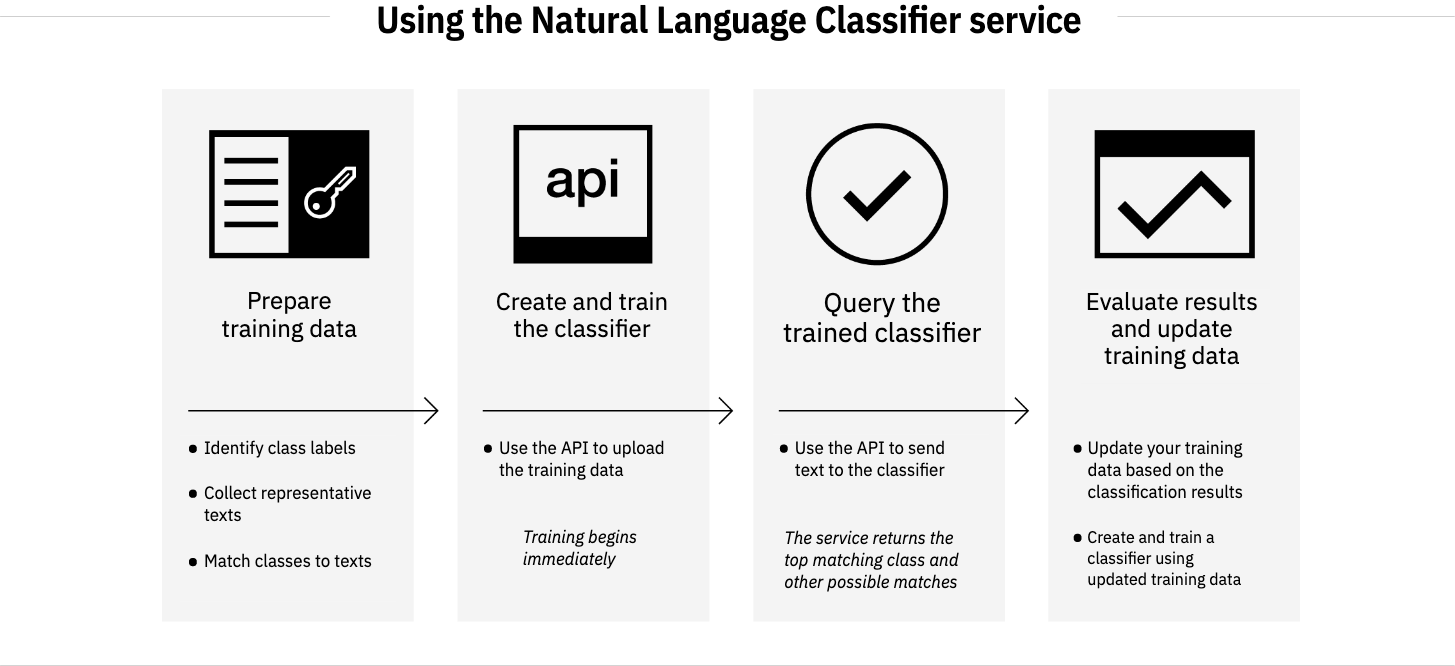 Using the Natural Language Classifier service
api
Prepare
training data
• Identify class labels
• Collect representative
texts
• Match classes to texts
Create and train
the classifier
• Use the API to upload
the training data
Training begins
immediately
Query the
trained classifier
• Use the API to send
text to the classifier
The service returns the
top matching class and
other possible matches
Evaluate results
and update
training data
• Update your training
data based on the
classification results
• Create and train a
classifier using
updated training data